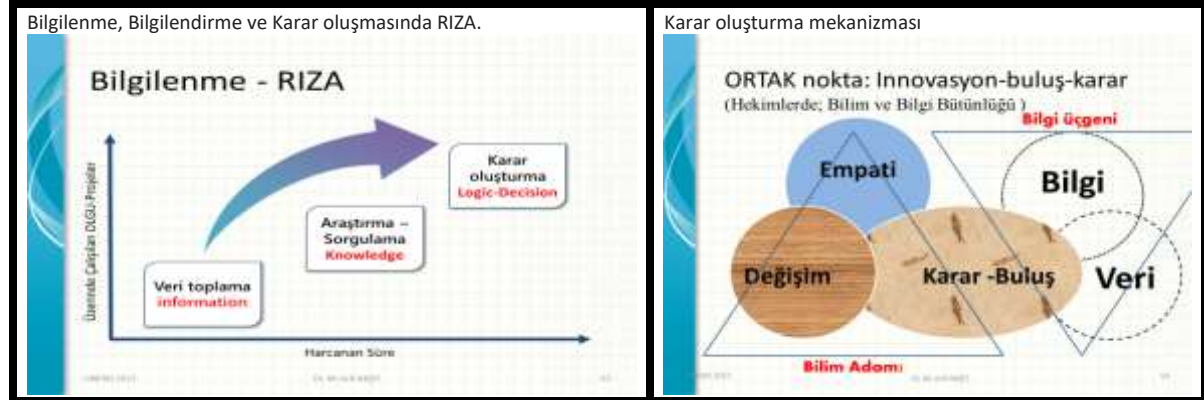 Bilgilenme, Bilgilendirme ve Karar oluşmasında RIZA.
Bilgilenme - RIZA
Üzerinde Çalışılan OLGU-Projeler
Karar
oluşturma
Logic-Decision
Araştırma –
Sorgulama
Knowledge
Veri toplama
information
Harcanan Süre
Karar oluşturma mekanizması
ORTAK nokta: Innovasyon-buluş-karar
(Hekimlerde; Bilim ve Bilgi Bütünlüğü )
Bilgi üçgeni
Empati
Bilgi
Değişim
Karar -Buluş
Veri
Bilim Adamı